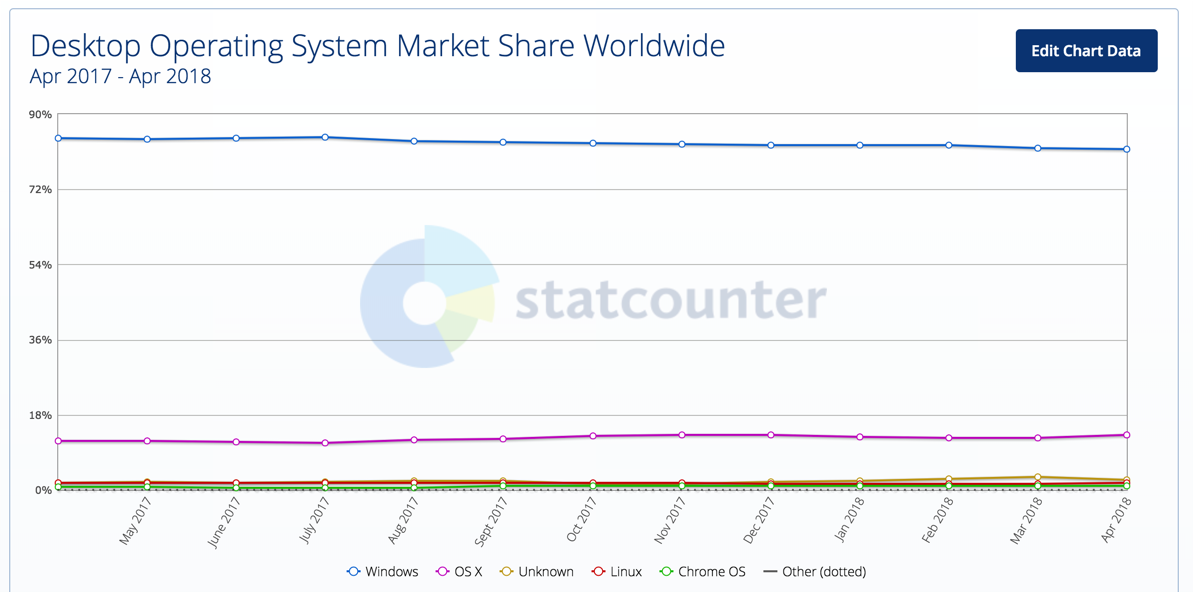 Desktop Operating System Market Share Worldwide
Apr 2017 - Apr 2018
Edit Chart Data
90%
72%
54%
36%
18%
0%
statcounter
May 2017
June 2017
July 2017
Aug 2017
Sept 2017
Oct 2017
Nov 2017
Dec 2017
Jan 2018
Feb 2018
Mar 2018
Apr 2018
Windows OS X Unknown Linux Chrome OS Other (dotted)